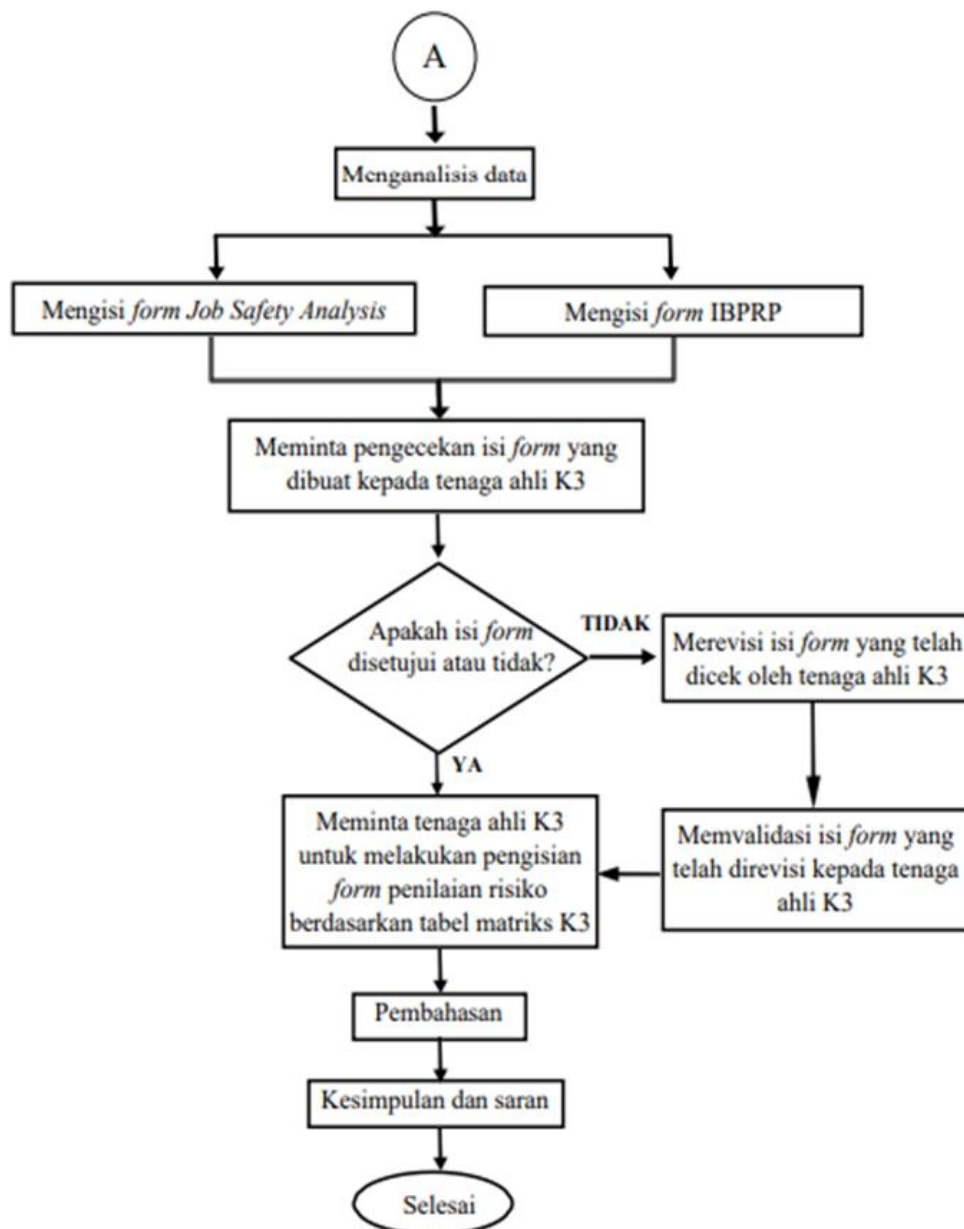 A
Menganalisis data
Mengisi form Job Safety Analysis
Mengisi form IBPRP
Meminta pengecekan isi form yang
dibuat kepada tenaga ahli K3
Apakah isi form
disetujui atau tidak?
TIDAK
Merevisi isi form yang telah
dicek oleh tenaga ahli K3
YA
Meminta tenaga ahli K3
untuk melakukan pengisian
form penilaian risiko
berdasarkan tabel matriks K3
Memvalidasi isi form yang
telah direvisi kepada tenaga
ahli K3
Pembahasan
Kesimpulan dan saran
Selesai